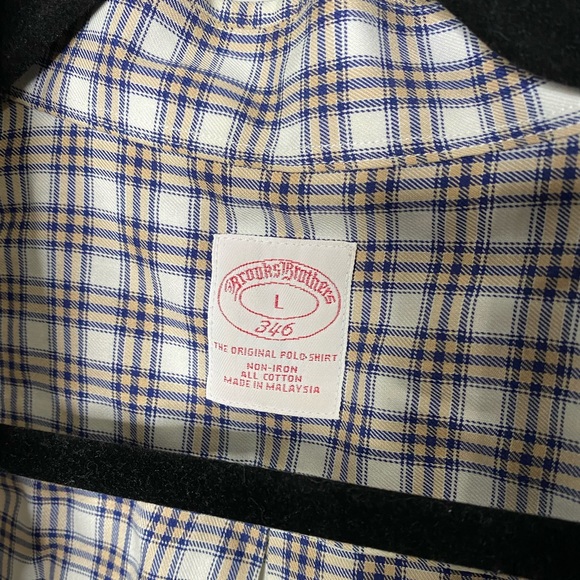 Brooks Brothers
L
346
THE ORIGINAL POLO·SHIRT
NON-IRON
ALL COTTON
MADE IN MALAYSIA